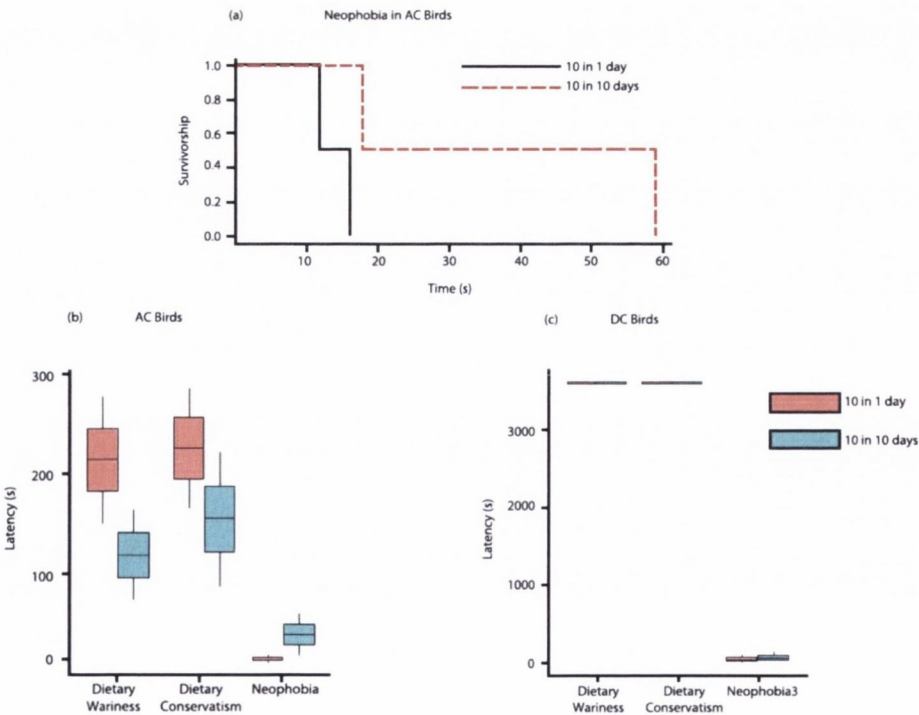 (a) Neophobia in AC Birds
10 in 1 day
10 in 10 days
1.0
0.8
0.6
0.4
0.2
0.0
Survivorship
10 20 30 40 50 60
Time (s)
(b) AC Birds
300
200
100
0
Latency (s)
Dietary Wariness
Dietary Conservatism
Neophobia
(c) DC Birds
3000
2000
1000
0
Latency (s)
10 in 1 day
10 in 10 days
Dietary Wariness
Dietary Conservatism
Neophobia3